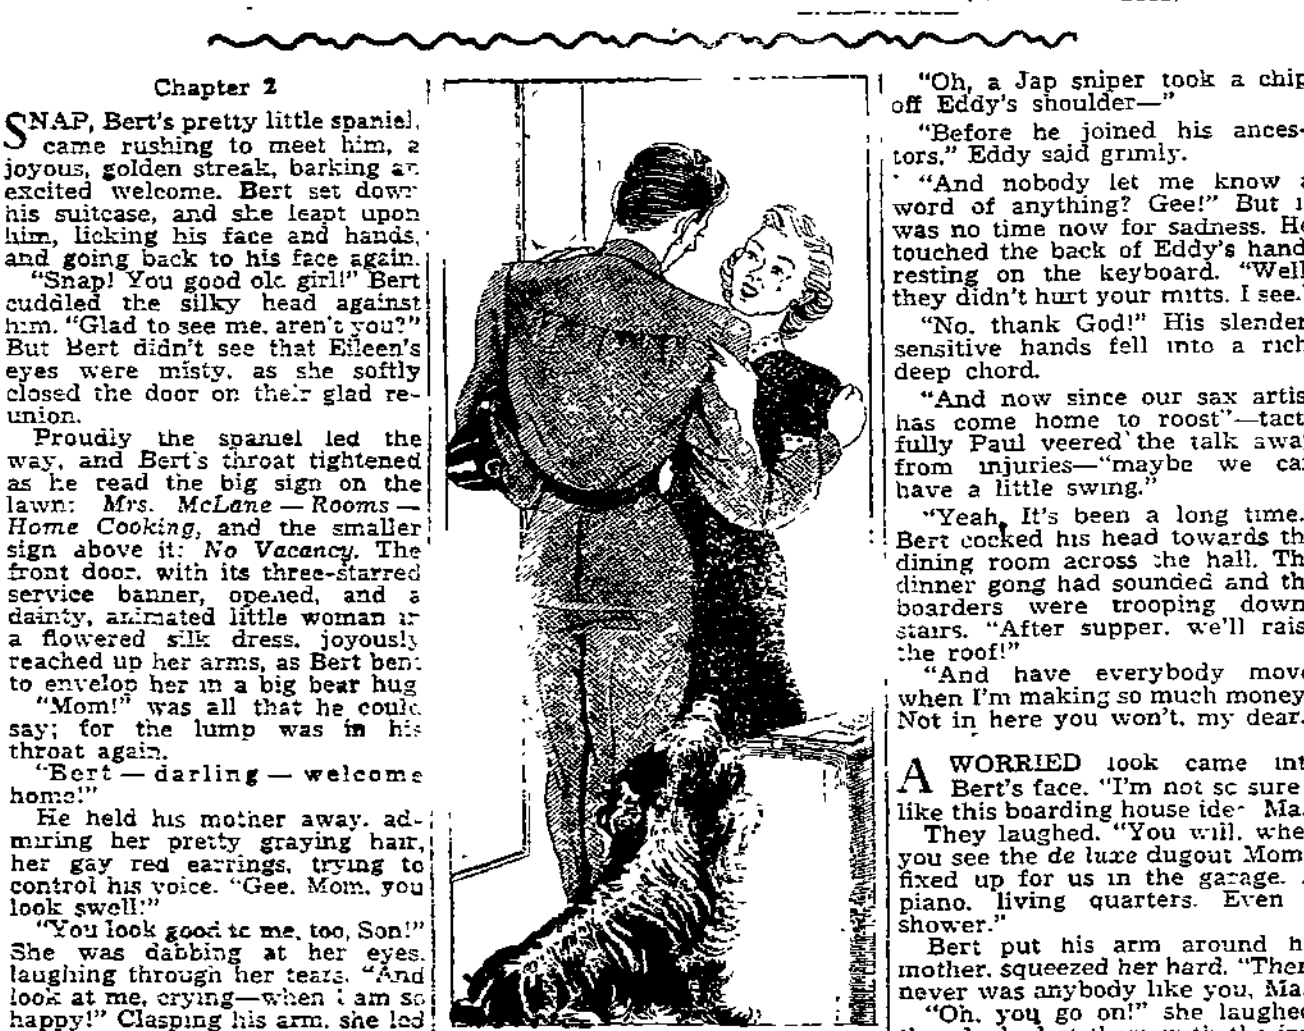 Chapter 2
SNAP, Bert's pretty little spaniel,
came rushing to meet him, a
joyous, golden streak, barking an
excited welcome. Bert set down
his suitcase, and she leapt upon
him, licking his face and hands,
and going back to his face again.
"Snap! You good old girl!" Bert
cuddled the silky head against
him. "Glad to see me, aren't you?"
But Bert didn't see that Eileen's
eyes were misty, as she softly
closed the door on their glad re-
union.
Proudly the spaniel led the
way, and Bert's throat tightened
as he read the big sign on the
lawn: Mrs. McLane — Rooms —
Home Cooking, and the smaller
sign above it: No Vacancy. The
front door, with its three-starred
service banner, opened, and a
dainty, animated little woman in
a flowered silk dress, joyously
reached up her arms, as Bert bent
to envelop her in a big bear hug
"Mom!" was all that he could
say; for the lump was in his
throat again.
"Bert — darling — welcome
home!"
He held his mother away, ad-
miring her pretty graying hair,
her gay red earrings, trying to
control his voice. "Gee, Mom, you
look swell!"
"You look good to me, too, Son!"
She was dabbing at her eyes,
laughing through her tears. "And
look at me, crying—when I am so
happy!" Clasping his arm, she led
"Oh, a Jap sniper took a chip
off Eddy's shoulder—"
"Before he joined his ances-
tors," Eddy said grimly.
"And nobody let me know a
word of anything? Gee!" But
was no time now for sadness. He
touched the back of Eddy's hand
resting on the keyboard. "Well
they didn't hurt your mitts, I see."
"No, thank God!" His slender
sensitive hands fell into a rich
deep chord.
"And now since our sax artis
has come home to roost"—tact
fully Paul veered the talk awa
from injuries—"maybe we ca
have a little swing."
"Yeah, It's been a long time.
Bert cocked his head towards th
dining room across the hall. Th
dinner gong had sounded and th
boarders were trooping down
stairs. "After supper, we'll rais
the roof!"
"And have everybody move
when I'm making so much money
Not in here you won't, my dear.
A WORRIED look came int
Bert's face. "I'm not so sure
like this boarding house idea Ma.
They laughed. "You will, whe
you see the de luxe dugout Mom
fixed up for us in the garage.
piano, living quarters. Even
shower."
Bert put his arm around h
mother, squeezed her hard. "Ther
never was anybody like you, Ma.
"Oh, you go on!" she laughed